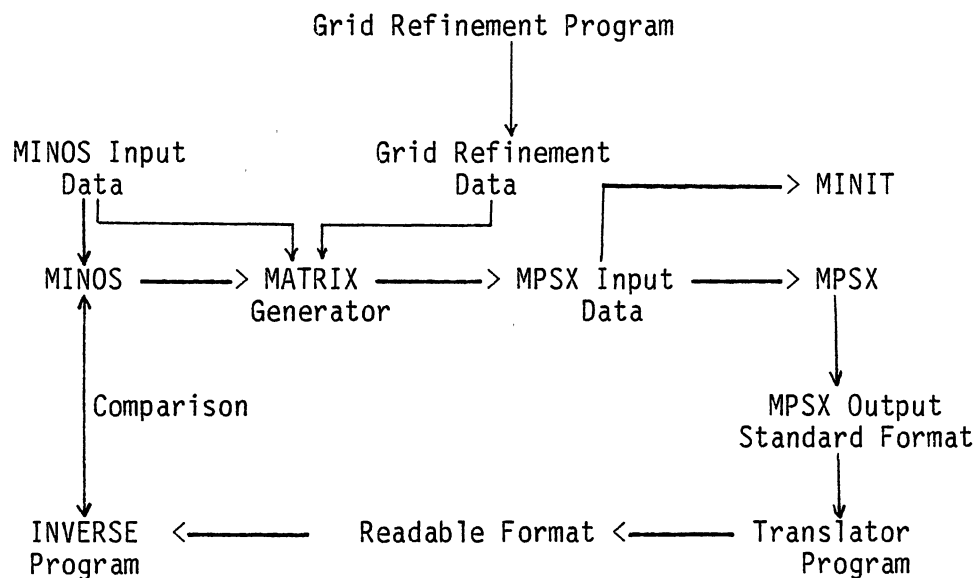 Grid Refinement Program
MINOS Input
Data
Grid Refinement
Data
MINIT
MINOS
MATRIX
Generator
MPSX Input
Data
MPSX
Comparison
MPSX Output
Standard Format
INVERSE
Program
Readable Format
Translator
Program